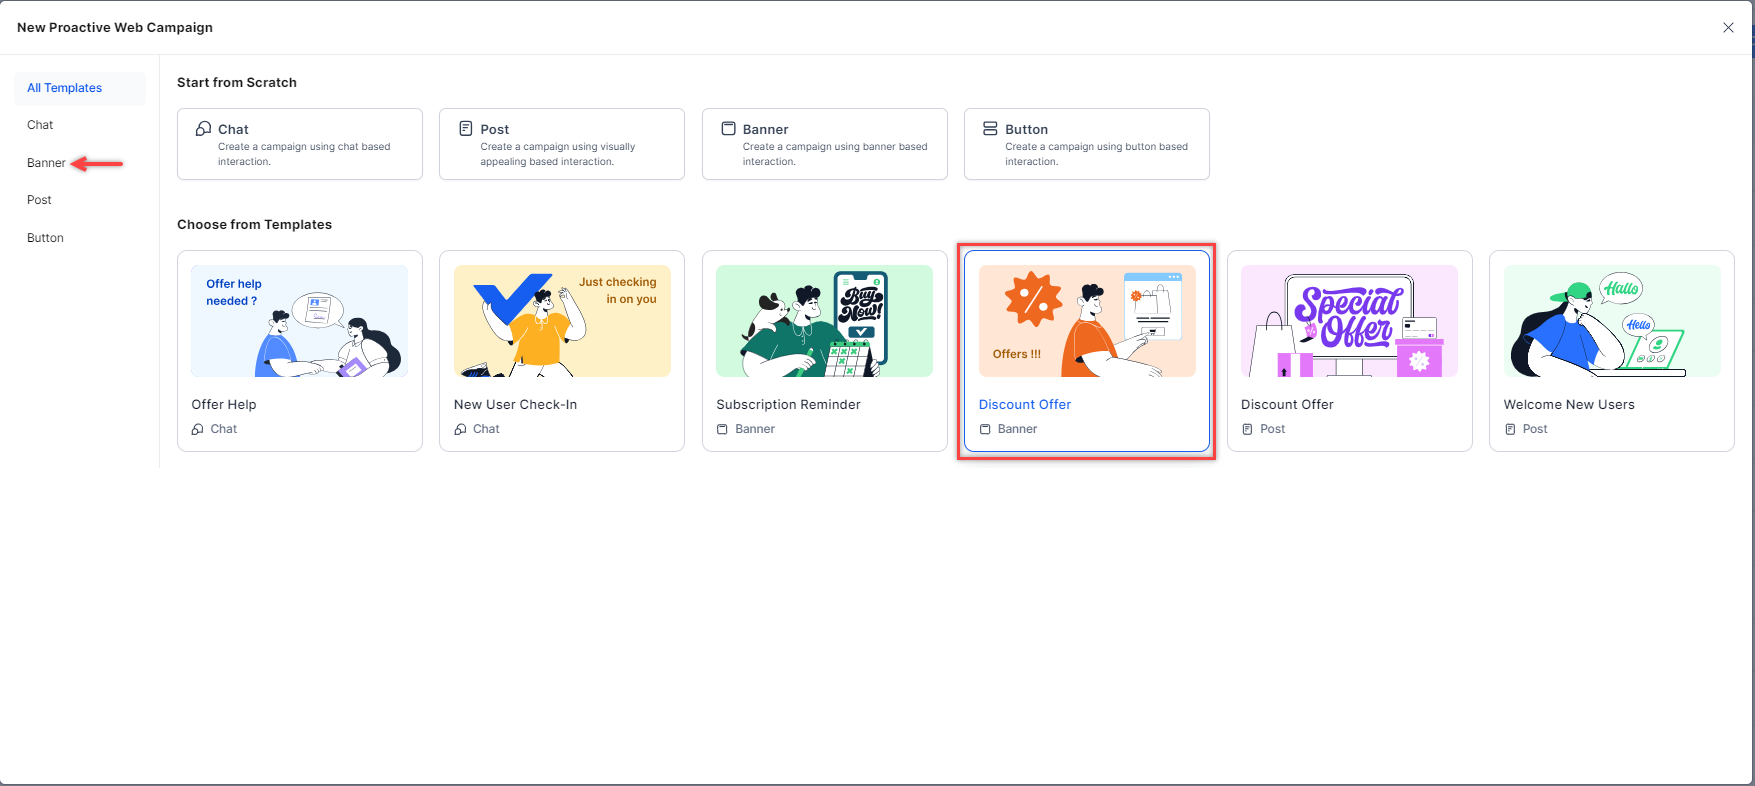 New Proactive Web Campaign
All Templates
Chat
Banner
Post
Button
Start from Scratch
Chat
Create a campaign using chat based
interaction.
Post
Create a campaign using visually
appealing based interaction.
Banner
Create a campaign using banner based
interaction.
Button
Create a campaign using button based
interaction.
Choose from Templates
Offer help
needed ?
Offer Help
Chat
Just checking
in on you
New User Check-In
Chat
Buy
Now!
Subscription Reminder
Banner
Offers !!!
Discount Offer
Banner
Special
Offer
Discount Offer
Post
Hallo
Hello
Welcome New Users
Post